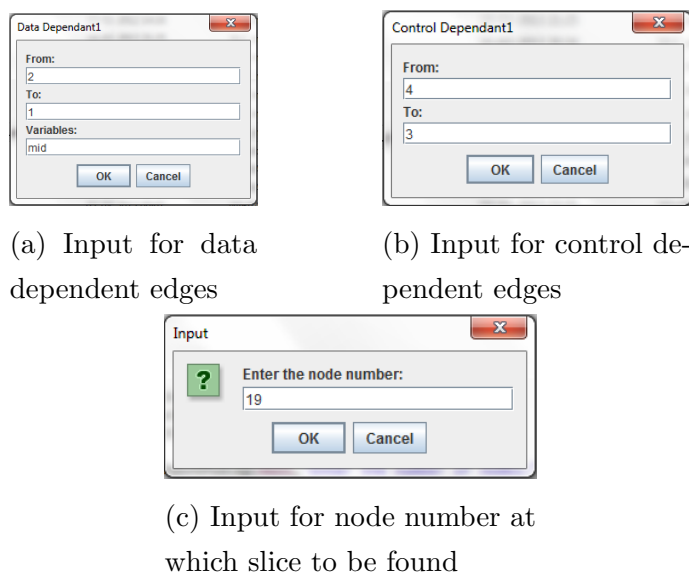 Data Dependant1
From:
2
To:
1
Variables:
mid
OK Cancel
(a) Input for data
dependent edges
Control Dependant1
From:
4
To:
3
OK Cancel
(b) Input for control de-
pendent edges
Input
?
Enter the node number:
19
OK Cancel
(c) Input for node number at
which slice to be found